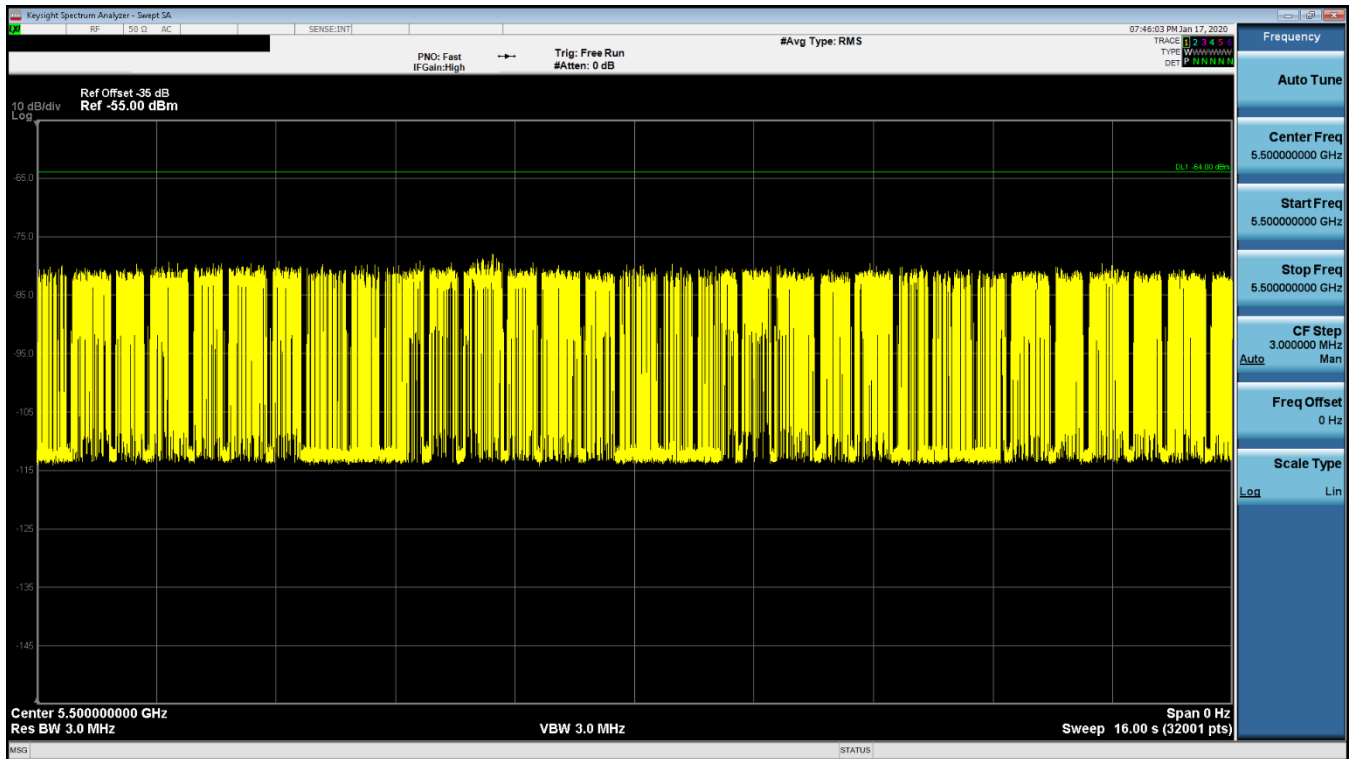 Keysight Spectrum Analyzer - Swept SA
RF 50 Ω AC SENSE:INT 07:46:03 PM Jan 17, 2020
#Avg Type: RMS TRACE 1 2 3 4 5 6
PNO: Fast Trig: Free Run TYPE WWWWWW
IFGain:High #Atten: 0 dB DET P N N N N N
Ref Offset -35 dB
10 dB/div Ref -55.00 dBm
Log
DL1 -64.00 dBm
-65.0
-75.0
-85.0
-95.0
-105
-115
-125
-135
-145
Center 5.500000000 GHz Span 0 Hz
Res BW 3.0 MHz VBW 3.0 MHz Sweep 16.00 s (32001 pts)
MSG STATUS
Frequency
Auto Tune
Center Freq
5.500000000 GHz
Start Freq
5.500000000 GHz
Stop Freq
5.500000000 GHz
CF Step
3.000000 MHz
Auto Man
Freq Offset
0 Hz
Scale Type
Log Lin